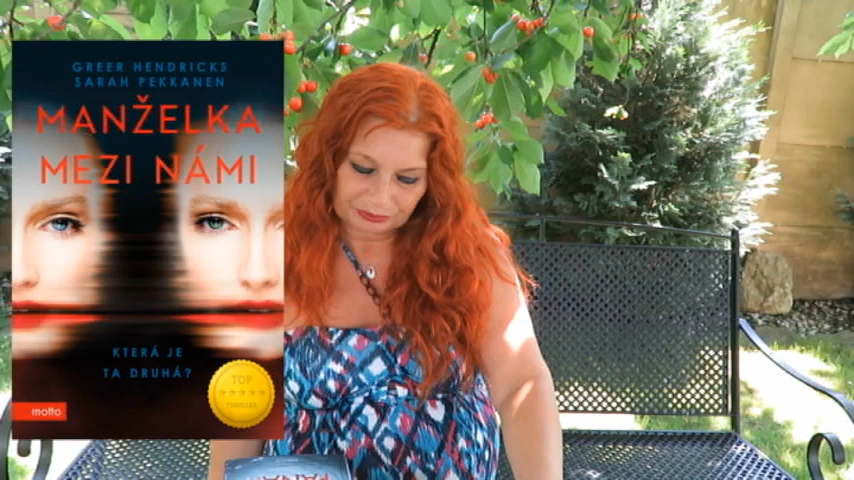 GREER HENDRICKS
SARAH PEKKANEN
MANŽELKA
MEZI NÁMI
KTERÁ JE
TA DRUHÁ?
TOP
THRILLER
motto